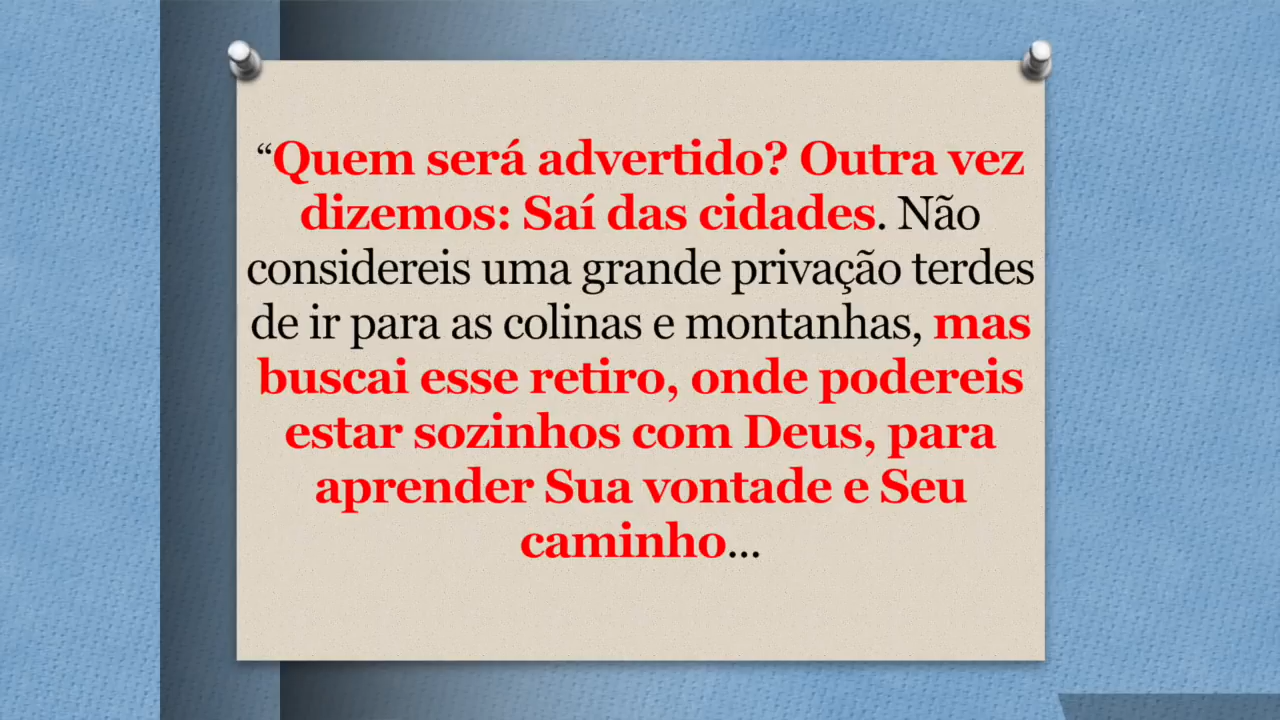 “Quem será advertido? Outra vez
dizemos: Saí das cidades. Não
considereis uma grande privação terdes
de ir para as colinas e montanhas, mas
buscai esse retiro, onde podereis
estar sozinhos com Deus, para
aprender Sua vontade e Seu
caminho...